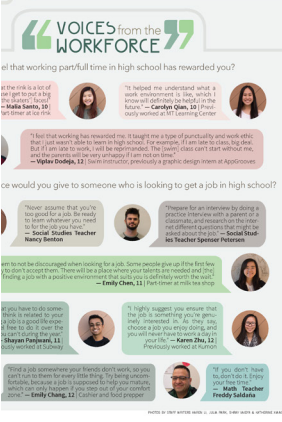 VOICES from the
WORKFORCE
el that working part/full time in high school has rewarded you?
at the rink is a lot of
se I get to put a big
the skaters'] faces!"
— Malia Santo, 10 |
Part-timer at ice rink
"It helped me understand what a
work environment is like, which I
know will definitely be helpful in the
future." — Carolyn Qian, 10 | Previ-
ously worked at MT Learning Center
"I feel that working has rewarded me. It taught me a type of punctuality and work ethic
that I just wasn't able to learn in high school. For example, if I am late to class, big deal.
But if I am late to work, I will be reprimanded. The [swim] class can't start without me,
and the parents will be very unhappy if I am not on time."
— Viplav Dodeja, 12 | Swim instructor, previously a graphic design intern at AppGrooves
ce would you give to someone who is looking to get a job in high school?
"Never assume that you're
too good for a job. Be ready
to learn whatever you need
to for the job you have."
— Social Studies Teacher
Nancy Benton
"Prepare for an interview by doing a
practice interview with a parent or a
classmate, and research on the inter-
net different questions that might be
asked about the job." — Social Stud-
ies Teacher Spencer Petersen
em to not be discouraged when looking for a job. Some people give up if the first few
y to don't accept them. There will be a place where your talents are needed and [the]
finding a job with a positive environment that suits you is definitely worth the wait."
— Emily Chen, 11 | Part-timer at milk tea shop
at you have to do some-
think is related to your
a job is a good life expe-
l free to do it over the
ou can't during the year."
- Shayan Panjwani, 11
ously worked at Subway
"I highly suggest you ensure that
the job is something you're genu-
inely interested in. As they say,
choose a job you enjoy doing, and
you will never have to work a day in
your life." — Karen Zhu, 12 |
Previously worked at Kumon
"Find a job somewhere your friends don't work, so you
can't run to them for every little thing. Try being uncom-
fortable, because a job is supposed to help you mature,
which can only happen if you step out of your comfort
zone." — Emily Chang, 12 | Cashier and food prepper
"If you don't have
to, don't do it. Enjoy
your free time."
— Math Teacher
Freddy Saldana
PHOTOS BY STAFF WRITERS